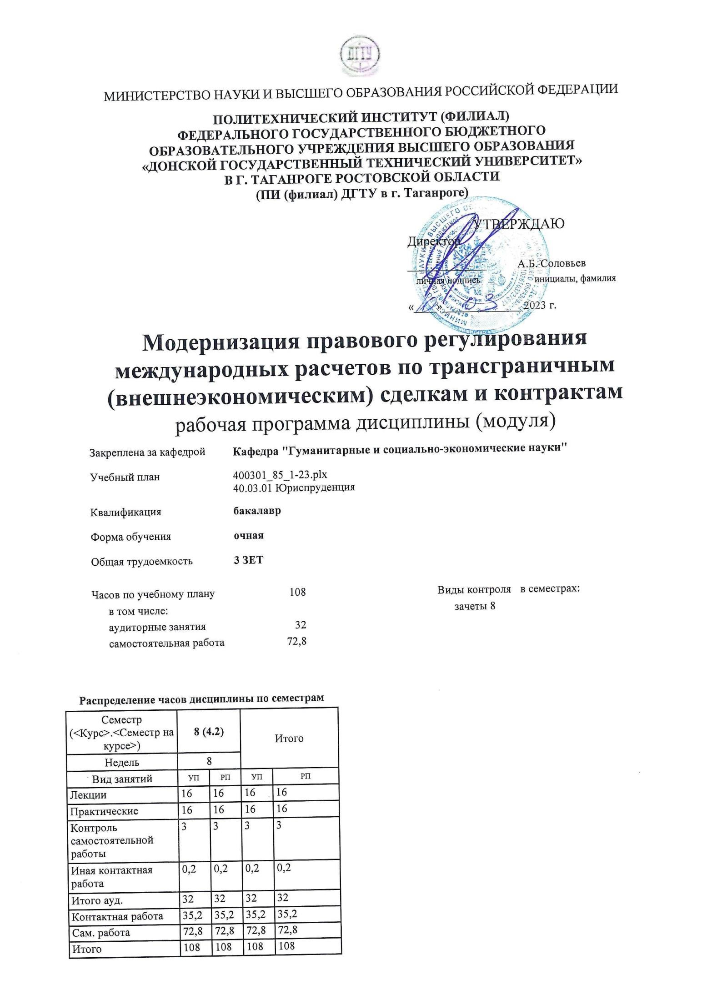 ДГТУ
МИНИСТЕРСТВО НАУКИ И ВЫСШЕГО ОБРАЗОВАНИЯ РОССИЙСКОЙ ФЕДЕРАЦИИ
ПОЛИТЕХНИЧЕСКИЙ ИНСТИТУТ (ФИЛИАЛ)
ФЕДЕРАЛЬНОГО ГОСУДАРСТВЕННОГО БЮДЖЕТНОГО
ОБРАЗОВАТЕЛЬНОГО УЧРЕЖДЕНИЯ ВЫСШЕГО ОБРАЗОВАНИЯ
«ДОНСКОЙ ГОСУДАРСТВЕННЫЙ ТЕХНИЧЕСКИЙ УНИВЕРСИТЕТ»
В Г. ТАГАНРОГЕ РОСТОВСКОЙ ОБЛАСТИ
(ПИ (филиал) ДГТУ в г. Таганроге)
УТВЕРЖДАЮ
Директор
А.Б. Соловьев
личная подпись инициалы, фамилия
«__» 03 2023 г.
Модернизация правового регулирования
международных расчетов по трансграничным
(внешнеэкономическим) сделкам и контрактам
рабочая программа дисциплины (модуля)
Закреплена за кафедрой Кафедра "Гуманитарные и социально-экономические науки"
Учебный план 400301_85_1-23.plx
40.03.01 Юриспруденция
Квалификация бакалавр
Форма обучения очная
Общая трудоемкость 3 ЗЕТ
Часов по учебному плану 108 Виды контроля в семестрах:
в том числе: зачеты 8
аудиторные занятия 32
самостоятельная работа 72,8
Распределение часов дисциплины по семестрам
Семестр
(<Курс>.<Семестр на
курсе>) 8 (4.2) Итого
Недель 8
Вид занятий УП РП УП РП
Лекции 16 16 16 16
Практические 16 16 16 16
Контроль 3 3 3 3
самостоятельной
работы
Иная контактная 0,2 0,2 0,2 0,2
работа
Итого ауд. 32 32 32 32
Контактная работа 35,2 35,2 35,2 35,2
Сам. работа 72,8 72,8 72,8 72,8
Итого 108 108 108 108